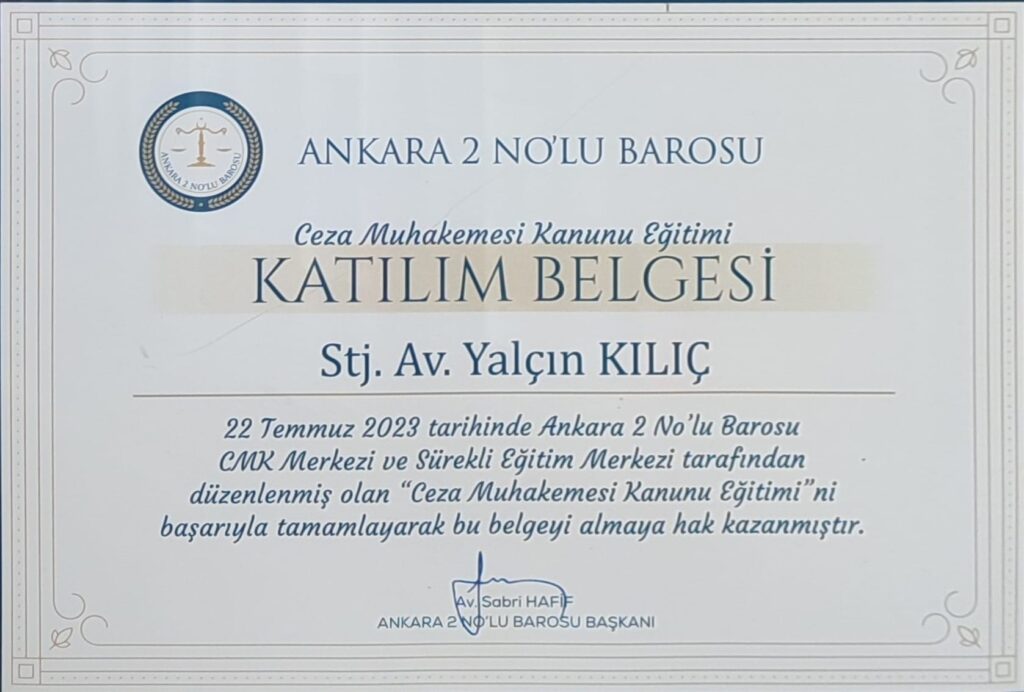 ANKARA 2 NO'LU BAROSU
ANKARA 2 NO'LU BAROSU
Ceza Muhakemesi Kanunu Eğitimi
KATILIM BELGESİ
Stj. Av. Yalçın KILIÇ
22 Temmuz 2023 tarihinde Ankara 2 No'lu Barosu
CMK Merkezi ve Sürekli Eğitim Merkezi tarafından
düzenlenmiş olan “Ceza Muhakemesi Kanunu Eğitimi”ni
başarıyla tamamlayarak bu belgeyi almaya hak kazanmıştır.
Av. Sabri HAFİF
ANKARA 2 NO'LU BAROSU BAŞKANI